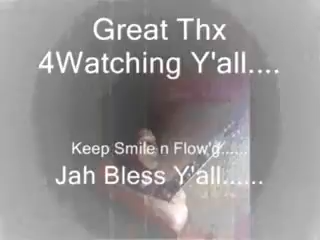 Great Thx
4Watching Y'all....
Keep Smile n Flow'g......
Jah Bless Y'all......